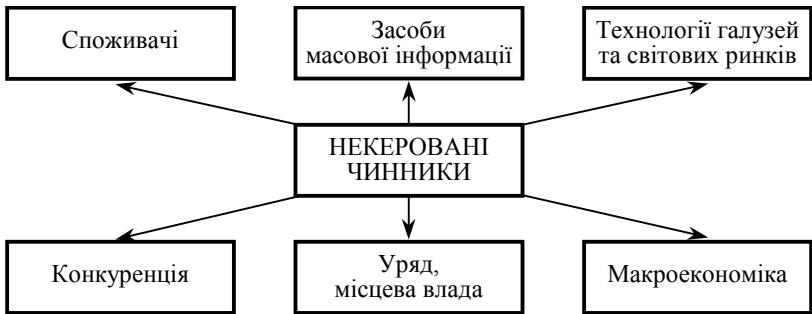 Споживачі
Засоби
масової інформації
Технології галузей
та світових ринків
НЕКЕРОВАНІ
ЧИННИКИ
Конкуренція
Уряд,
місцева влада
Макроекономіка